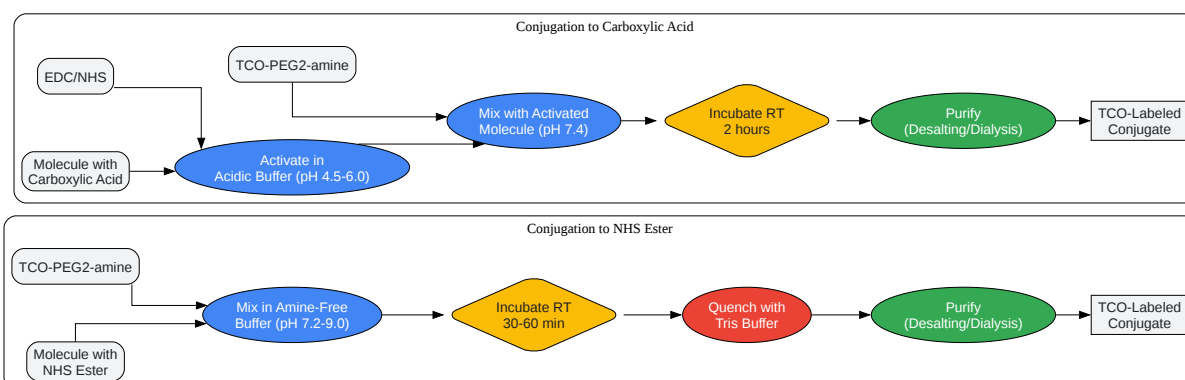 Conjugation to Carboxylic Acid
EDC/NHS
TCO-PEG2-amine
Molecule with
Carboxylic Acid
Activate in
Acidic Buffer (pH 4.5-6.0)
Mix with Activated
Molecule (pH 7.4)
Incubate RT
2 hours
Purify
(Desalting/Dialysis)
TCO-Labeled
Conjugate
Conjugation to NHS Ester
TCO-PEG2-amine
Molecule with
NHS Ester
Mix in Amine-Free
Buffer (pH 7.2-9.0)
Incubate RT
30-60 min
Quench with
Tris Buffer
Purify
(Desalting/Dialysis)
TCO-Labeled
Conjugate